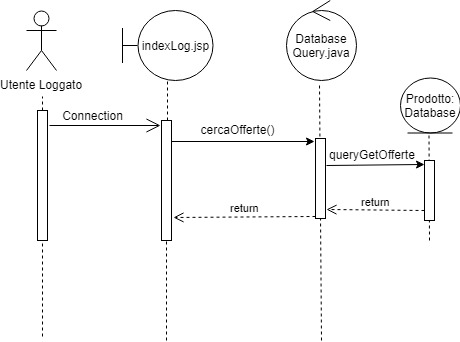 Utente Loggato
indexLog.jsp
Database
Query.java
Prodotto:
Database
Connection
cercaOfferte()
queryGetOfferte
return
return